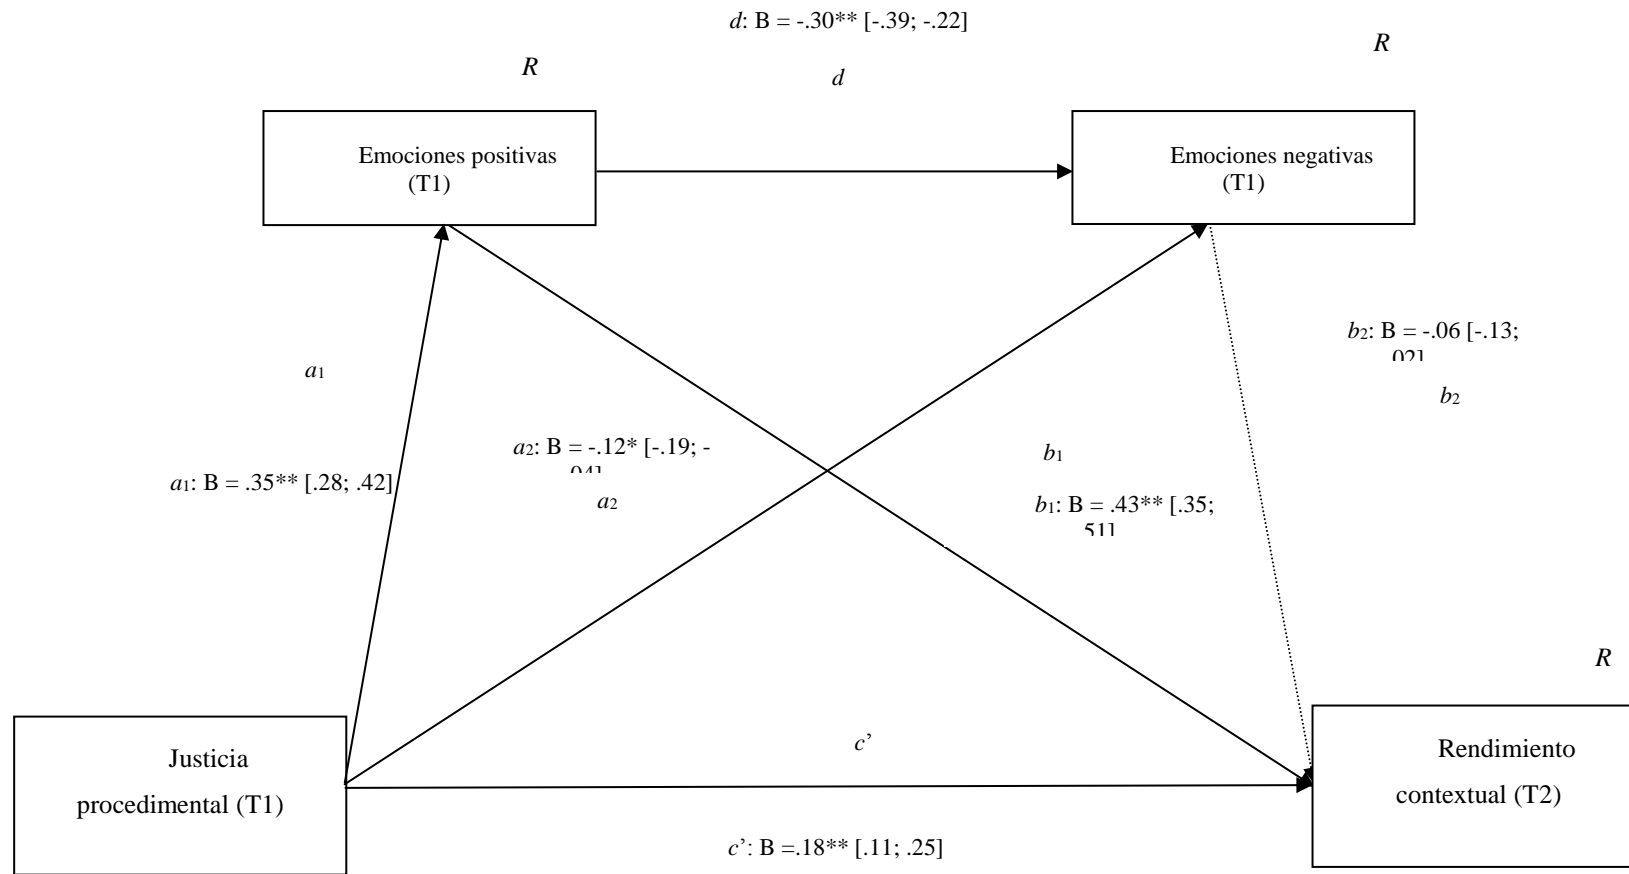 d: B = -.30** [-.39; -.22]
R
R
d
Emociones positivas
(T1)
Emociones negativas
(T1)
b2: B = -.06 [-.13;
a1
b2
a2: B = -.12* [-.19; -
b1
a1: B = .35** [.28; .42]
a2
b1: B = .43** [.35;
51]
R
c’
Justicia
procedimental (T1)
Rendimiento
contextual (T2)
c’: B =.18** [.11; .25]